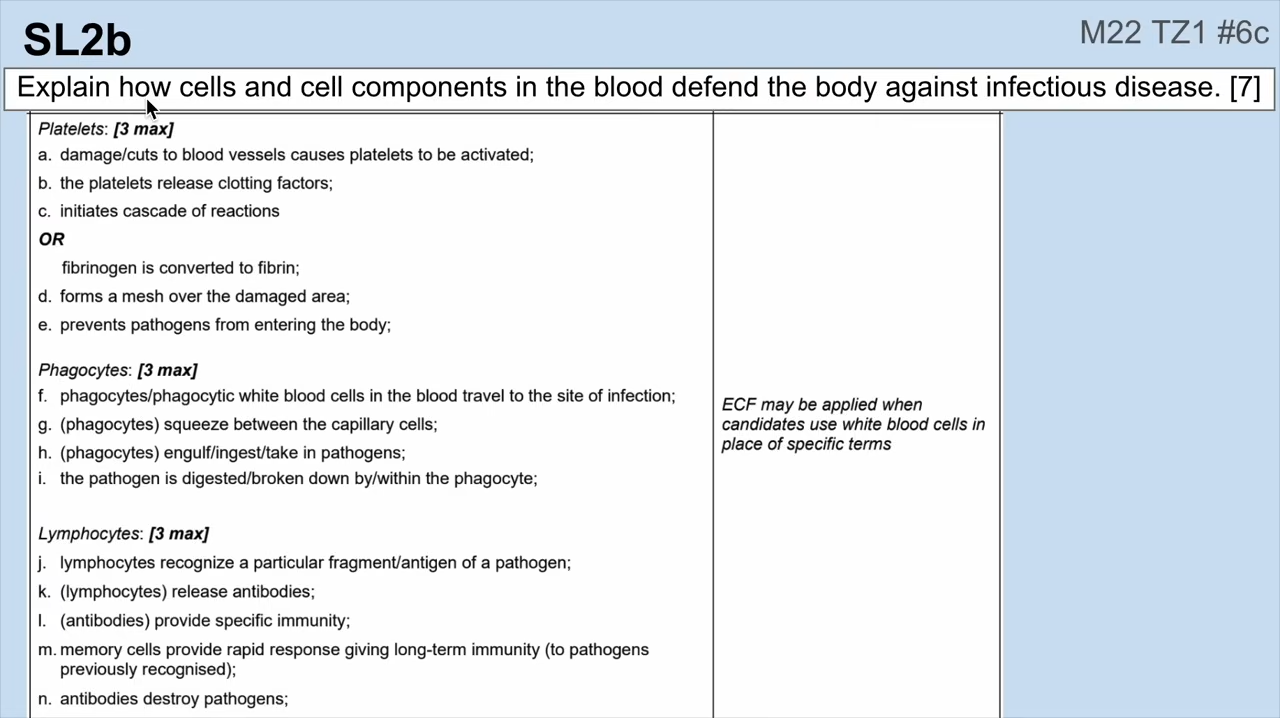 SL2b
M22 TZ1 #6c
Explain how cells and cell components in the blood defend the body against infectious disease. [7]
Platelets: [3 max]
a. damage/cuts to blood vessels causes platelets to be activated;
b. the platelets release clotting factors;
c. initiates cascade of reactions
OR
fibrinogen is converted to fibrin;
d. forms a mesh over the damaged area;
e. prevents pathogens from entering the body;
Phagocytes: [3 max]
f. phagocytes/phagocytic white blood cells in the blood travel to the site of infection;
g. (phagocytes) squeeze between the capillary cells;
h. (phagocytes) engulf/ingest/take in pathogens;
i. the pathogen is digested/broken down by/within the phagocyte;
ECF may be applied when
candidates use white blood cells in
place of specific terms
Lymphocytes: [3 max]
j. lymphocytes recognize a particular fragment/antigen of a pathogen;
k. (lymphocytes) release antibodies;
l. (antibodies) provide specific immunity;
m. memory cells provide rapid response giving long-term immunity (to pathogens
previously recognised);
n. antibodies destroy pathogens;